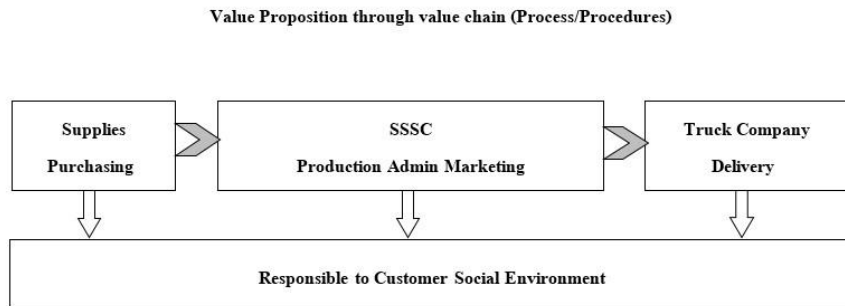 Value Proposition through value chain (Process/Procedures)
Supplies
Purchasing
SSSC
Production Admin Marketing
Truck Company
Delivery
Responsible to Customer Social Environment